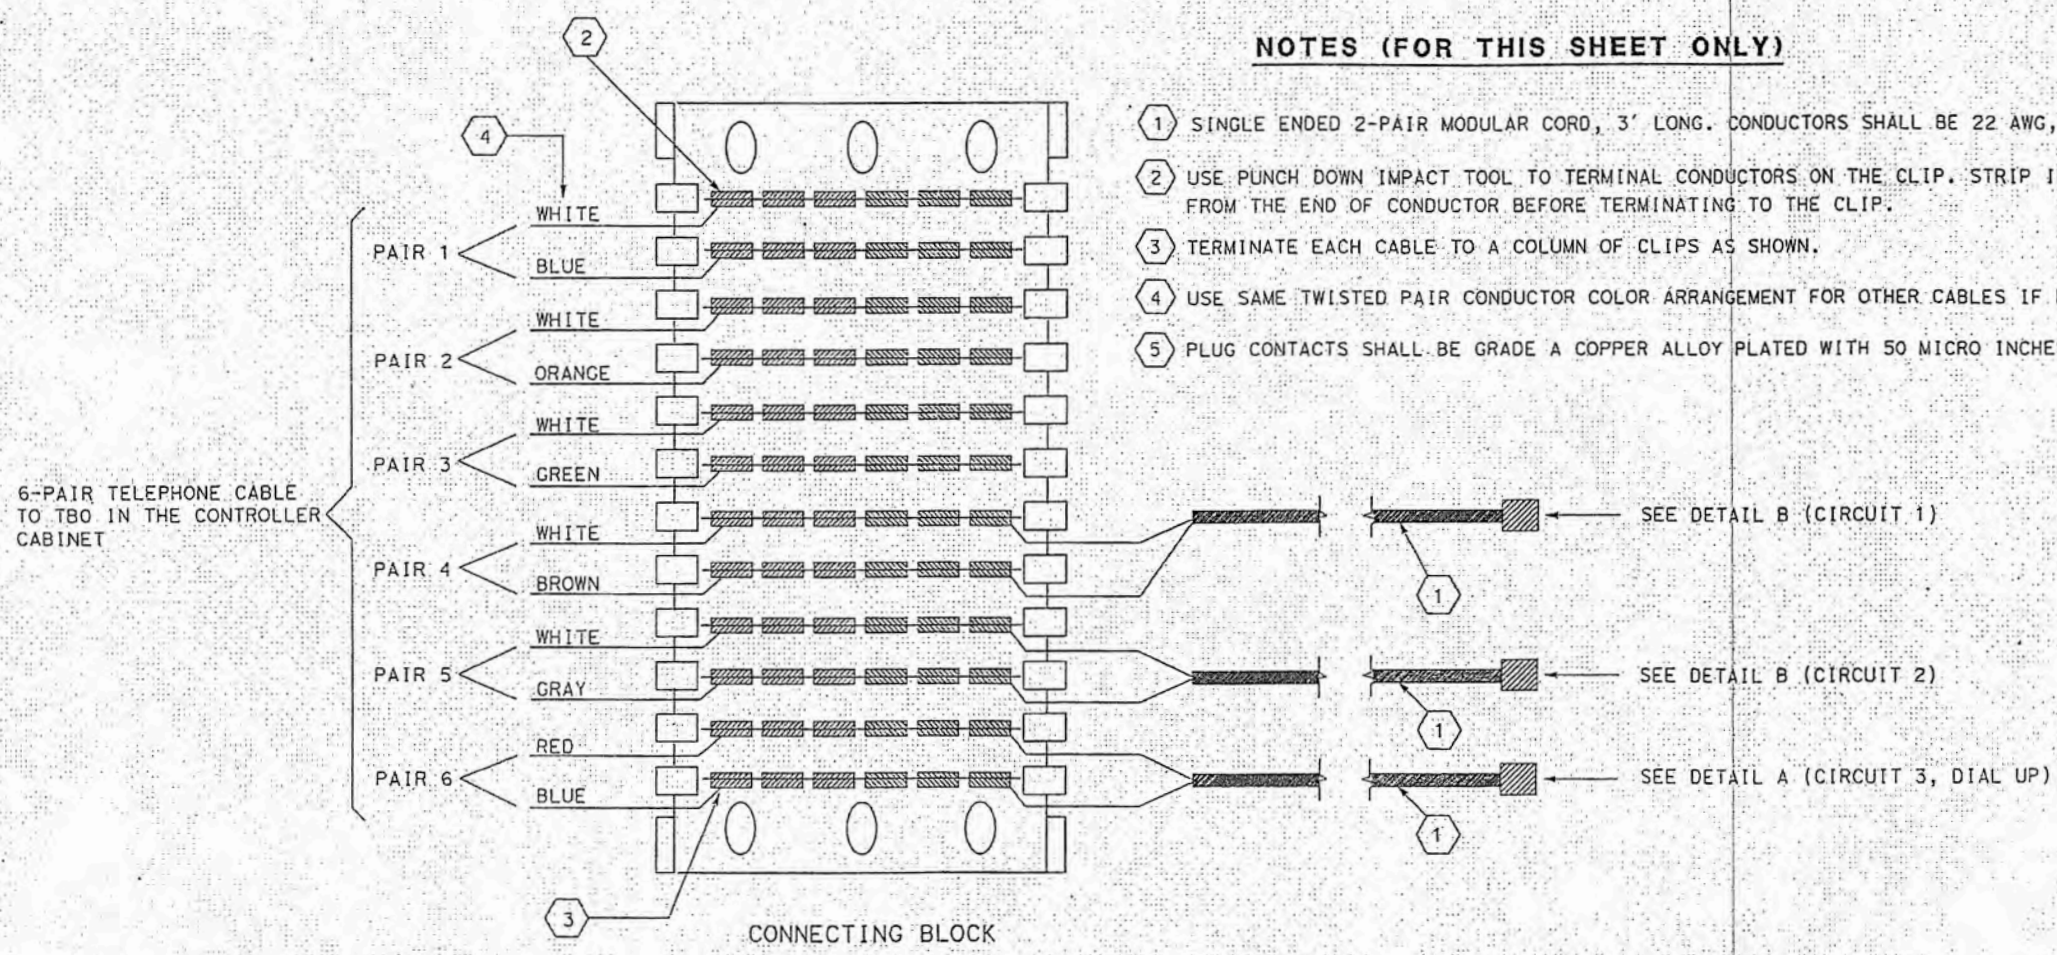 NOTES (FOR THIS SHEET ONLY)
1 SINGLE ENDED 2-PAIR MODULAR CORD, 3' LONG. CONDUCTORS SHALL BE 22 AWG,
2 USE PUNCH DOWN IMPACT TOOL TO TERMINAL CONDUCTORS ON THE CLIP. STRIP
FROM THE END OF CONDUCTOR BEFORE TERMINATING TO THE CLIP.
3 TERMINATE EACH CABLE TO A COLUMN OF CLIPS AS SHOWN.
4 USE SAME TWISTED PAIR CONDUCTOR COLOR ARRANGEMENT FOR OTHER CABLES IF
5 PLUG CONTACTS SHALL BE GRADE A COPPER ALLOY PLATED WITH 50 MICRO
2
4
6-PAIR TELEPHONE CABLE
TO TBO IN THE CONTROLLER
CABINET
PAIR 1
WHITE
BLUE
PAIR 2
WHITE
ORANGE
PAIR 3
WHITE
GREEN
PAIR 4
WHITE
BROWN
PAIR 5
WHITE
GRAY
PAIR 6
RED
BLUE
3
CONNECTING BLOCK
SEE DETAIL B (CIRCUIT 1)
1
SEE DETAIL B (CIRCUIT 2)
1
SEE DETAIL A (CIRCUIT 3, DIAL UP)
1